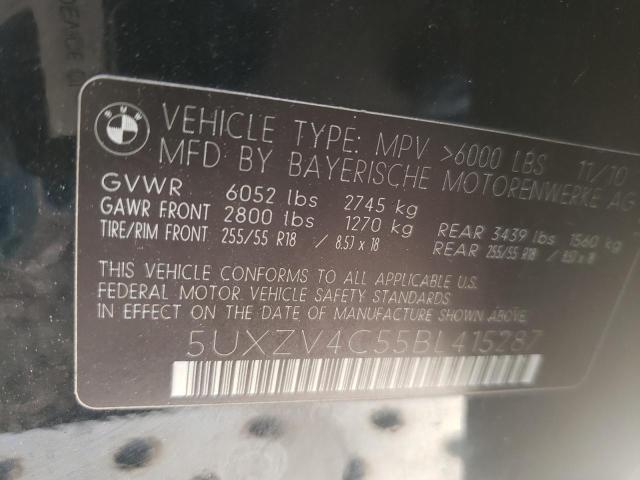 BMW
VEHICLE TYPE: MPV >6000 LBS 11/10
MFD BY BAYERISCHE MOTORENWERKE AG
GVWR 6052 lbs 2745 kg
GAWR FRONT 2800 lbs 1270 kg REAR 3439 lbs 1560 kg
TIRE/RIM FRONT 255/55 R18 / 8.5J x 18 REAR 255/55 R18 / 8.5J x 18
THIS VEHICLE CONFORMS TO ALL APPLICABLE U.S.
FEDERAL MOTOR VEHICLE SAFETY STANDARDS IN
EFFECT ON THE DATE OF MANUFACTURE SHOWN ABOVE.
5UXZV4C55BL415287